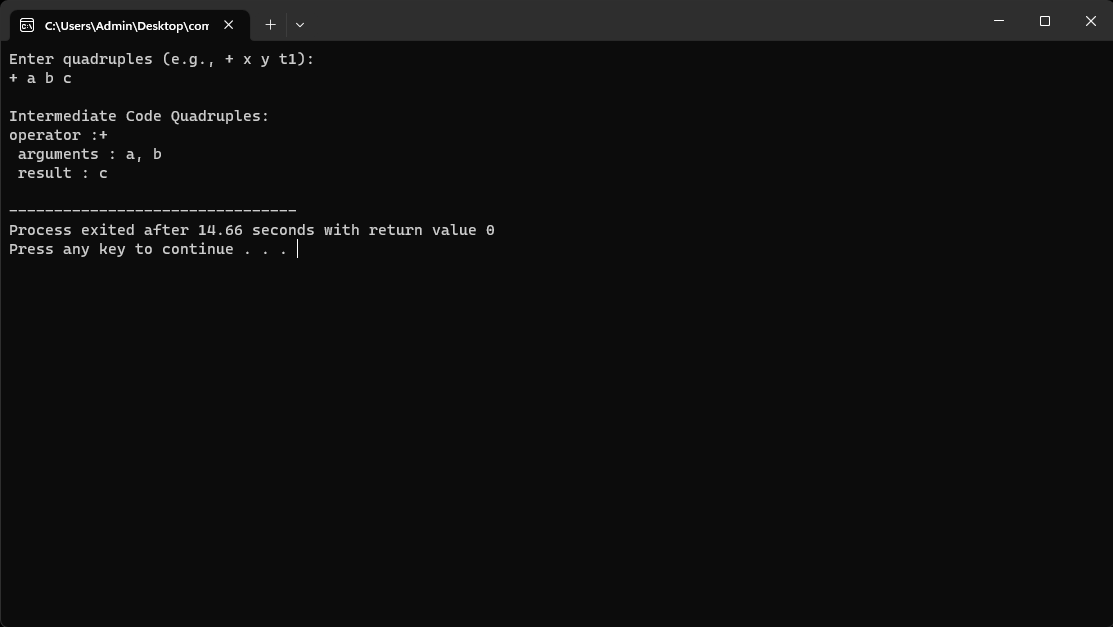 C:\Users\Admin\Desktop\com
Enter quadruples (e.g., + x y t1):
+ a b c
Intermediate Code Quadruples:
operator :+
arguments : a, b
result : c
--------------------------------
Process exited after 14.66 seconds with return value 0
Press any key to continue . . .